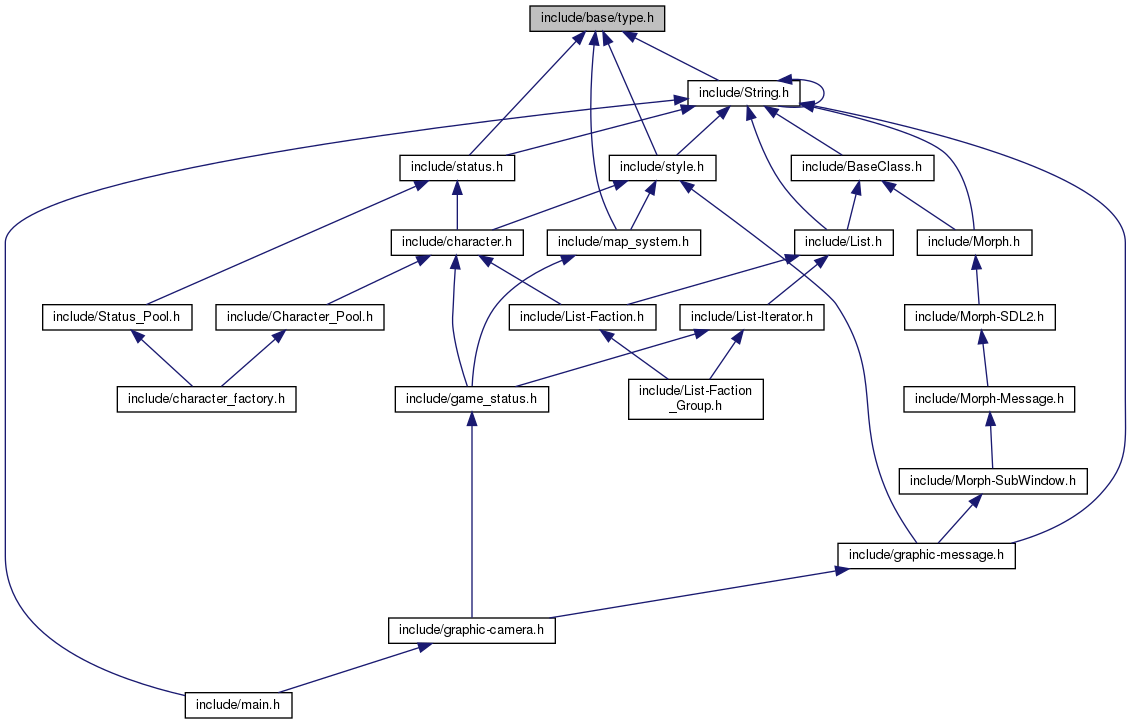 include/base/type.h
include/String.h
include/status.h
include/style.h
include/BaseClass.h
include/character.h
include/map_system.h
include/List.h
include/Morph.h
include/Status_Pool.h
include/Character_Pool.h
include/List-Faction.h
include/List-Iterator.h
include/Morph-SDL2.h
include/character_factory.h
include/game_status.h
include/List-Faction
_Group.h
include/Morph-Message.h
include/Morph-SubWindow.h
include/graphic-message.h
include/graphic-camera.h
include/main.h